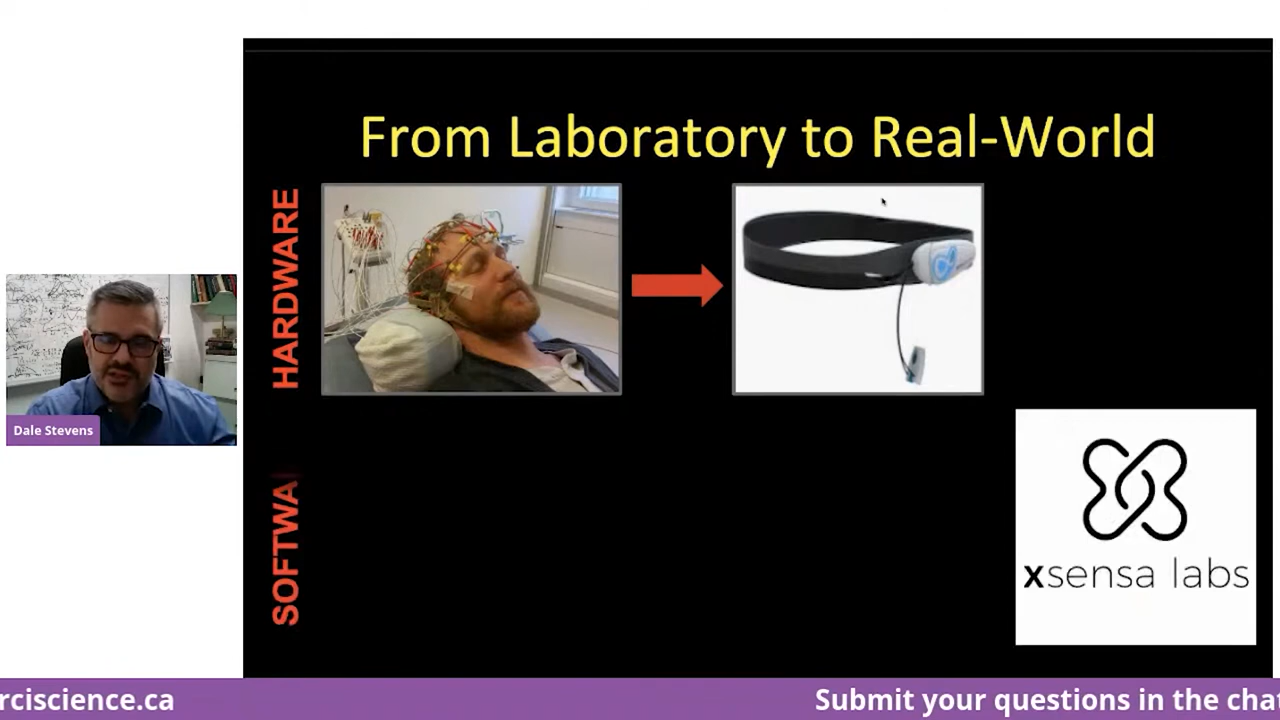 From Laboratory to Real-World
HARDWARE
SOFTWA
Dale Stevens
xsensa labs
rciscience.ca
Submit your questions in the chat